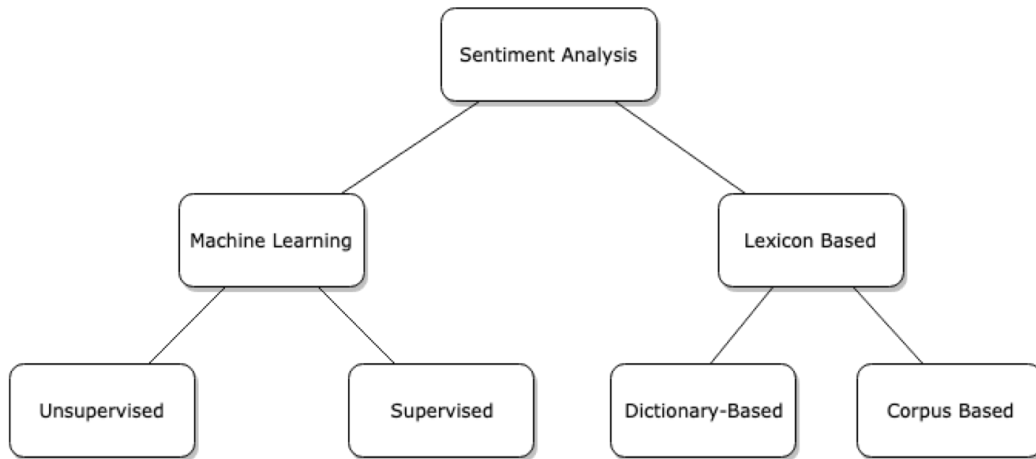 Sentiment Analysis
Machine Learning
Lexicon Based
Unsupervised
Supervised
Dictionary-Based
Corpus Based